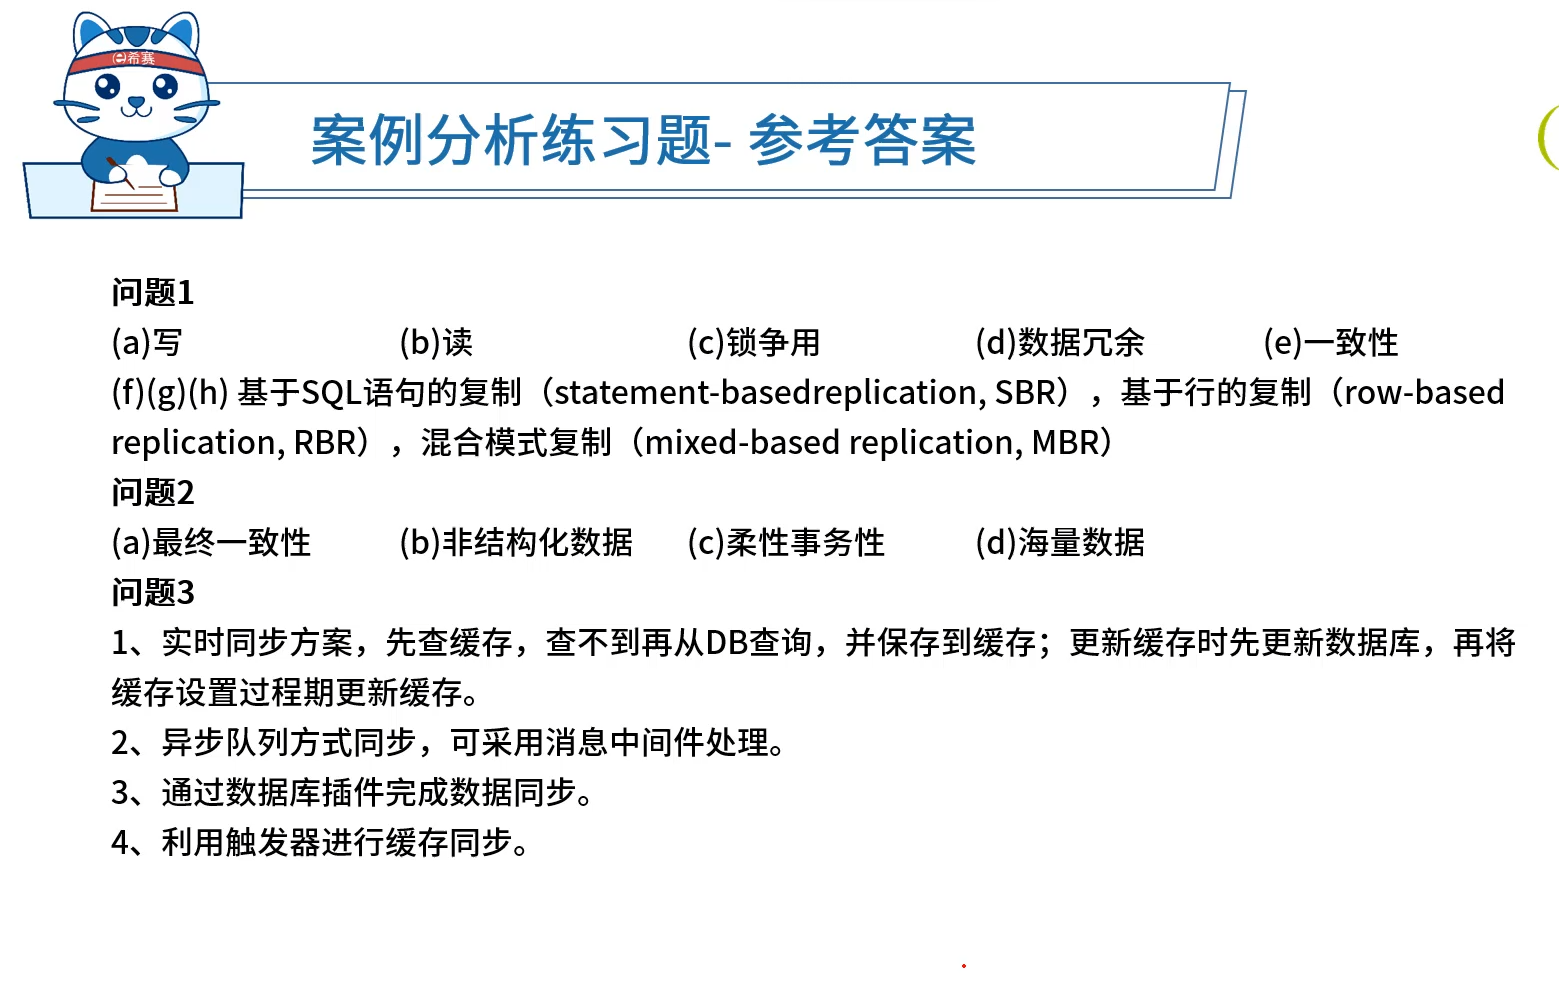 e希赛
案例分析练习题- 参考答案
问题1
(a)写 (b)读 (c)锁争用 (d)数据冗余 (e)一致性
(f)(g)(h) 基于SQL语句的复制（statement-basedreplication, SBR），基于行的复制（row-based
replication, RBR），混合模式复制（mixed-based replication, MBR）
问题2
(a)最终一致性 (b)非结构化数据 (c)柔性事务性 (d)海量数据
问题3
1、实时同步方案，先查缓存，查不到再从DB查询，并保存到缓存；更新缓存时先更新数据库，再将
缓存设置过程期更新缓存。
2、异步队列方式同步，可采用消息中间件处理。
3、通过数据库插件完成数据同步。
4、利用触发器进行缓存同步。